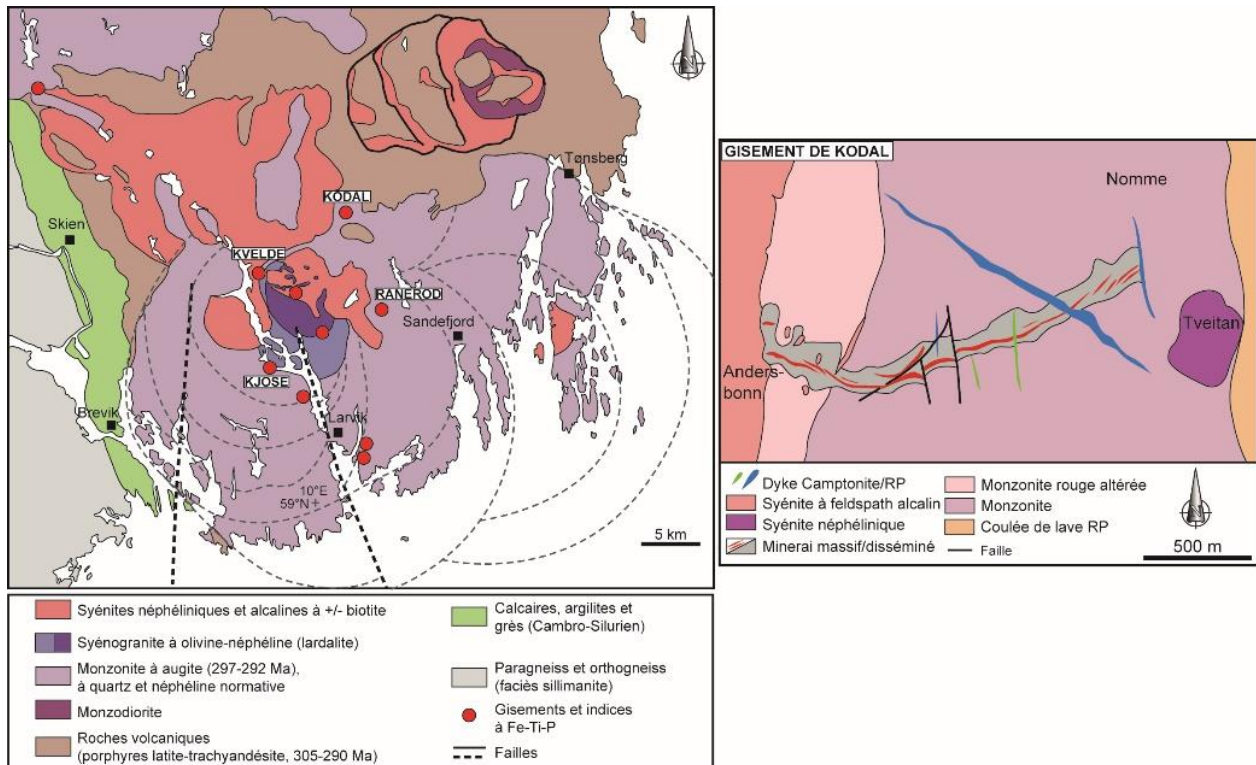 N
Tønsberg
KODAL
Skien
KVELDE
RANEROD
Sandefjord
KJOSE
Brevik
Larvik
10°E
59°N
5 km
Syénites néphéliniques et alcalines à +/- biotite
Syénogranite à olivine-néphéline (lardalite)
Monzonite à augite (297-292 Ma),
à quartz et néphéline normative
Monzodiorite
Roches volcaniques
(porphyres latite-trachyandésite, 305-290 Ma)
Calcaires, argilites et
grès (Cambro-Silurien)
Paragneiss et orthogneiss
(faciès sillimanite)
Gisements et indices
à Fe-Ti-P
Failles
GISEMENT DE KODAL
Nomme
Tveitan
Anders-
bonn
Dyke Camptonite/RP
Syénite à feldspath alcalin
Syénite néphélinique
Minerai massif/disséminé
Monzonite rouge altérée
Monzonite
Coulée de lave RP
Faille
N
500 m